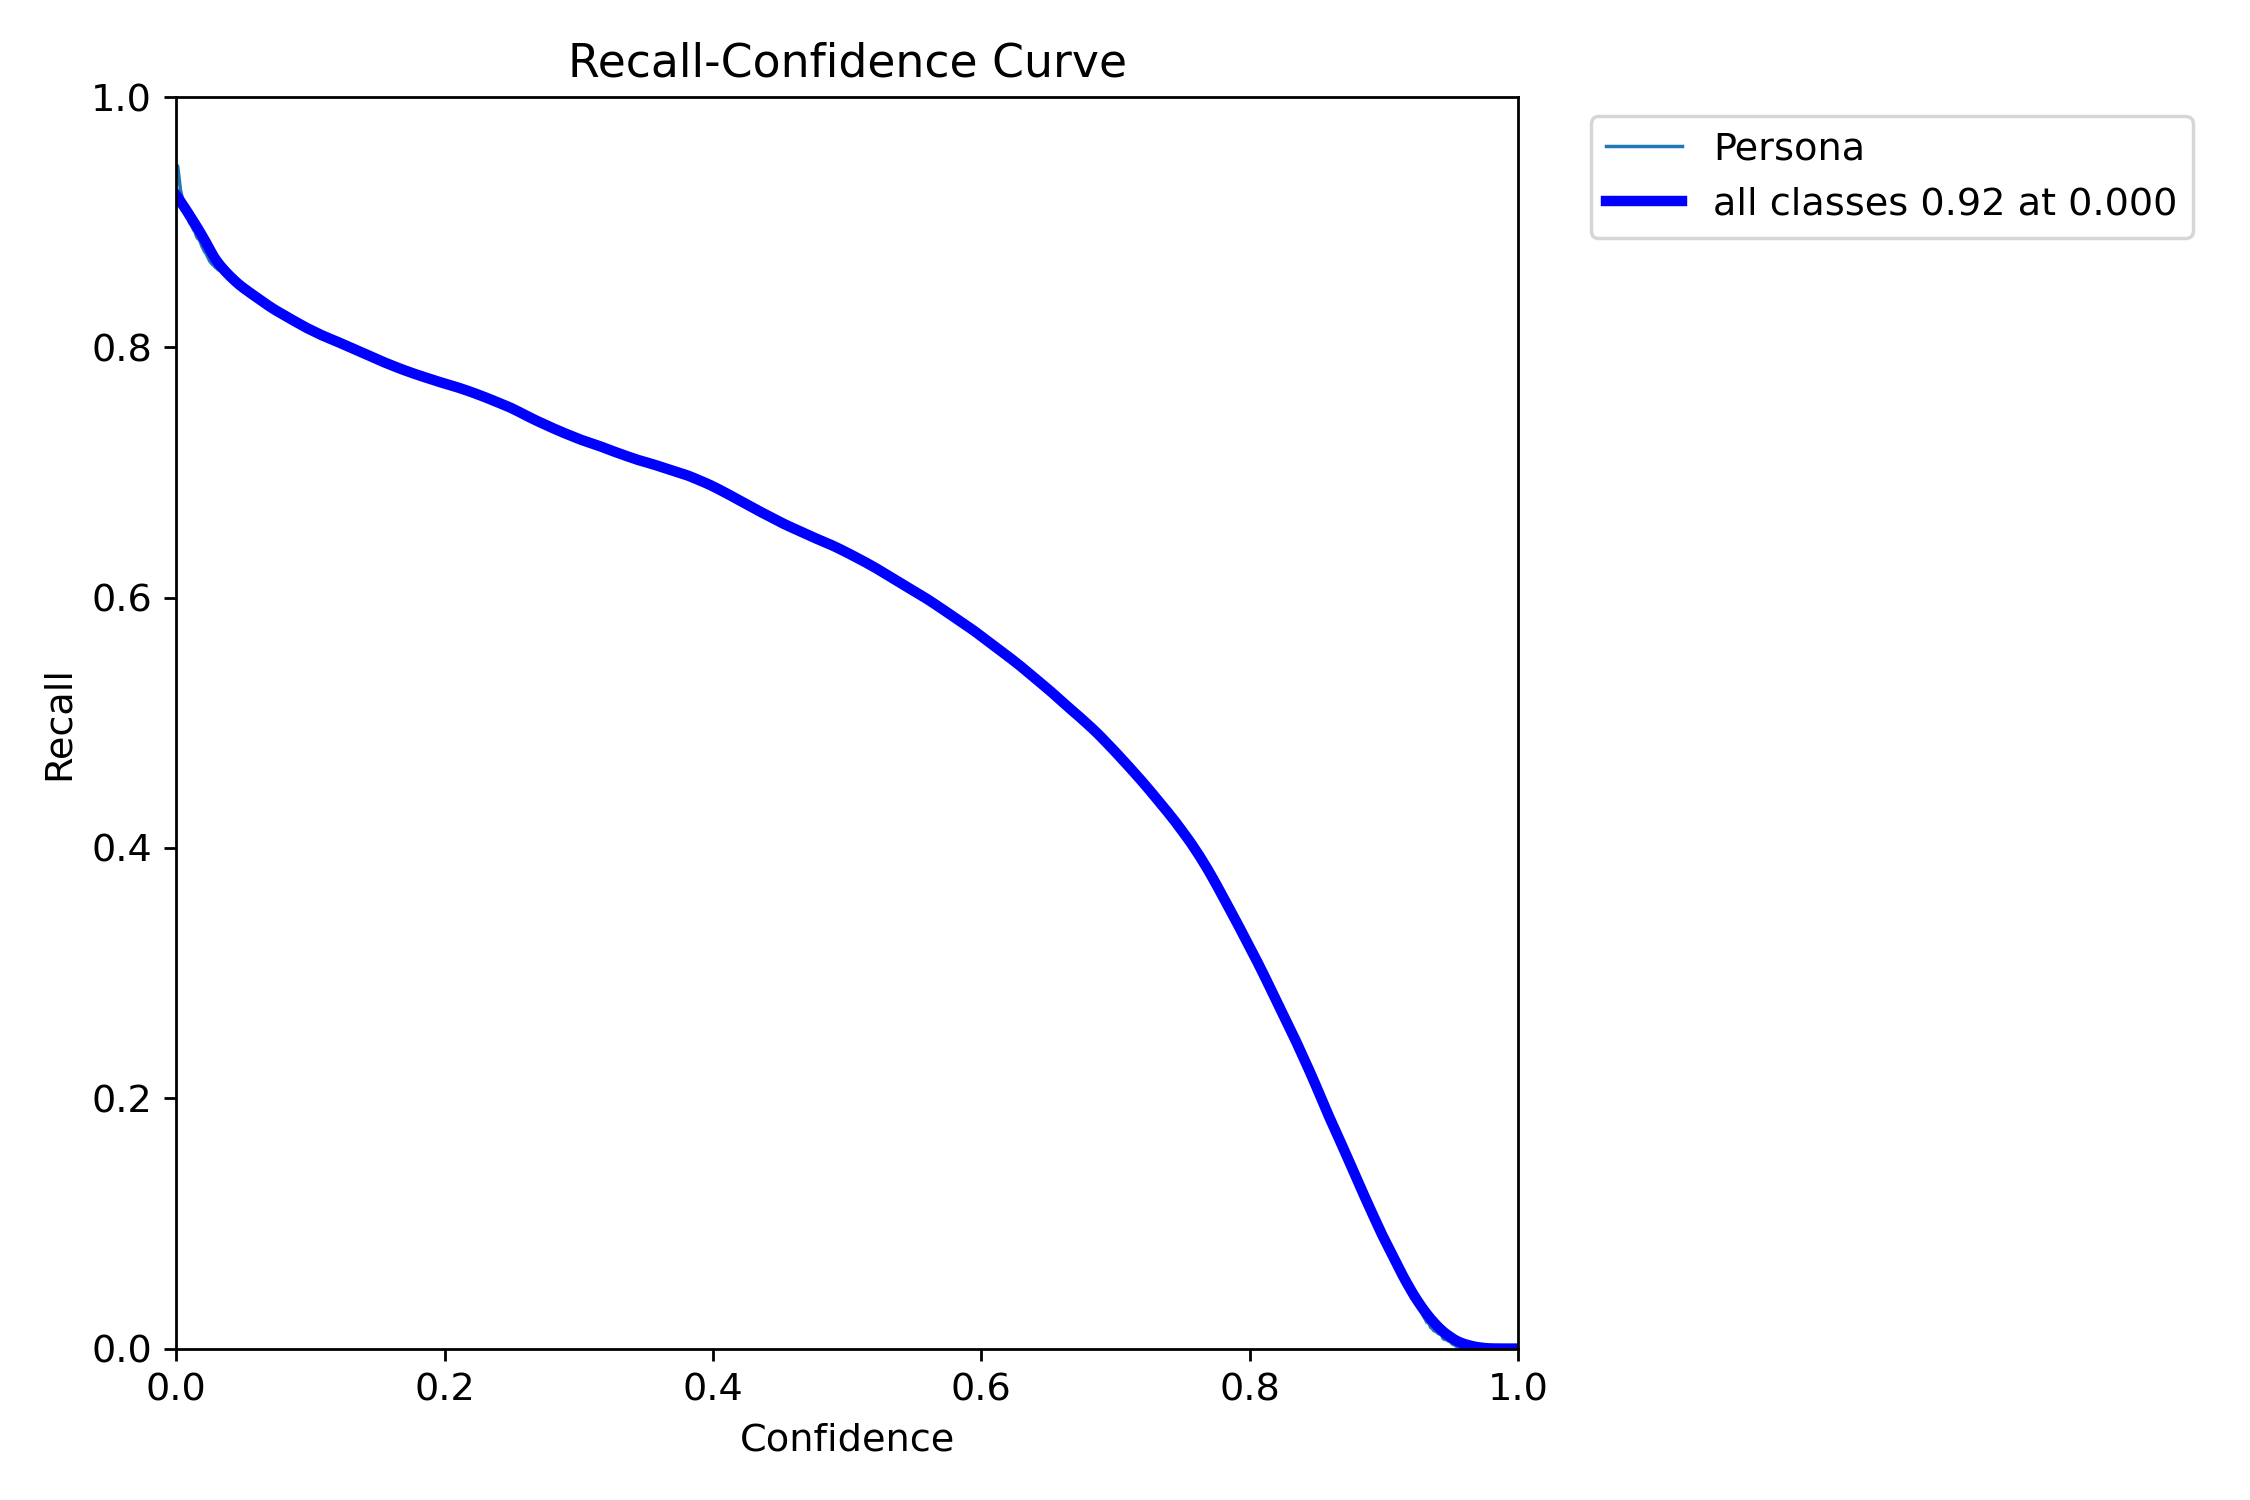 Recall-Confidence Curve
1.0
0.8
0.6
0.4
0.2
0.0
Recall
0.0 0.2 0.4 0.6 0.8 1.0
Confidence
Persona
all classes 0.92 at 0.000